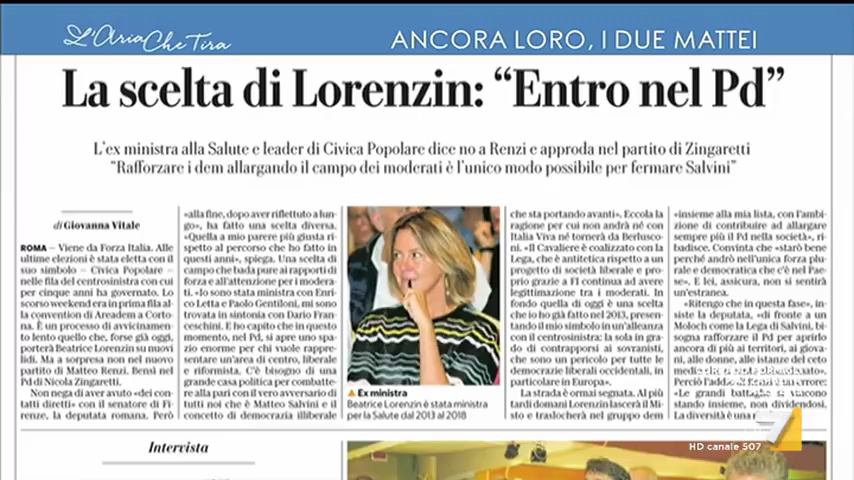 L'Aria Che Tira
ANCORA LORO, I DUE MATTEI
La scelta di Lorenzin: “Entro nel Pd”
L'ex ministra alla Salute e leader di Civica Popolare dice no a Renzi e approda nel partito di Zingaretti
“Rafforzare i dem allargando il campo dei moderati è l'unico modo possibile per fermare Salvini”
di Giovanna Vitale
ROMA – Viene da Forza Italia. Alle
ultime elezioni è stata eletta con il
suo simbolo – Civica Popolare –
nelle fila del centrosinistra con cui
per cinque anni ha governato. Lo
scorso weekend era in prima fila al-
la convention di Areadem a Corto-
na. È un processo di avvicinamen-
to lento quello che, forse già oggi,
porterà Beatrice Lorenzin su nuovi
lidi. Ma a sorpresa non nel nuovo
partito di Matteo Renzi. Bensì nel
Pd di Nicola Zingaretti.
Non nega di aver avuto «dei con-
tatti diretti» con il senatore di Fi-
renze, la deputata romana. Però
«alla fine, dopo aver riflettuto a lun-
go», ha fatto una scelta diversa.
«Quella a mio parere più giusta ri-
spetto al percorso che ho fatto in
questi anni», spiega. Una scelta di
campo che bada pure ai rapporti di
forza e all'attenzione per i modera-
ti. «Io sono stata ministra con Enri-
co Letta e Paolo Gentiloni, mi sono
trovata in sintonia con Dario Fran-
ceschini. E ho capito che in questo
momento, nel Pd, si apre uno spa-
zio enorme per chi vuole rappre-
sentare un'area di centro, liberale
e riformista. C'è bisogno di una
grande casa politica per combatte-
re alla pari con il vero avversario di
tutti noi che è Matteo Salvini e il
concetto di democrazia illiberale
Ex ministra
Beatrice Lorenzin è stata ministra
per la Salute dal 2013 al 2018
che sta portando avanti». Eccola la
ragione per cui non andrà né con
Italia Viva né tornerà da Berlusco-
ni. «Il Cavaliere è coalizzato con la
Lega, che è antitetica rispetto a un
progetto di società liberale e pro-
prio grazie a FI continua ad avere
legittimazione tra i moderati. In
fondo quella di oggi è una scelta
che io ho già fatto nel 2013, presen-
tando il mio simbolo in un'alleanza
con il centrosinistra: la sola in gra-
do di contrapporci ai sovranisti,
che sono un pericolo per tutte le
democrazie liberali occidentali, in
particolare in Europa».
La strada è ormai segnata. Al più
tardi domani Lorenzin lascerà il Mi-
sto e traslocherà nel gruppo dem
«insieme alla mia lista, con l'ambi-
zione di contribuire ad allargare
sempre più il Pd nella società», ri-
badisce. Convinta che «starò bene
perché andrò nell'unica forza plu-
rale e democratica che c'è nel Pae-
se». E lei, assicura, non si sentirà
un'estranea.
«Ritengo che in questa fase», in-
siste la deputata, «di fronte a un
Moloch come la Lega di Salvini, bi-
sogna rafforzare il Pd per aprirlo
ancora di più ai territori, ai giova-
ni, alle donne, alle istanze del ceto
Perciò l'addio
«Le grandi battaglie si vincono
stando insieme, non dividendosi.
La diversità è una
7
HD canale 507
Intervista